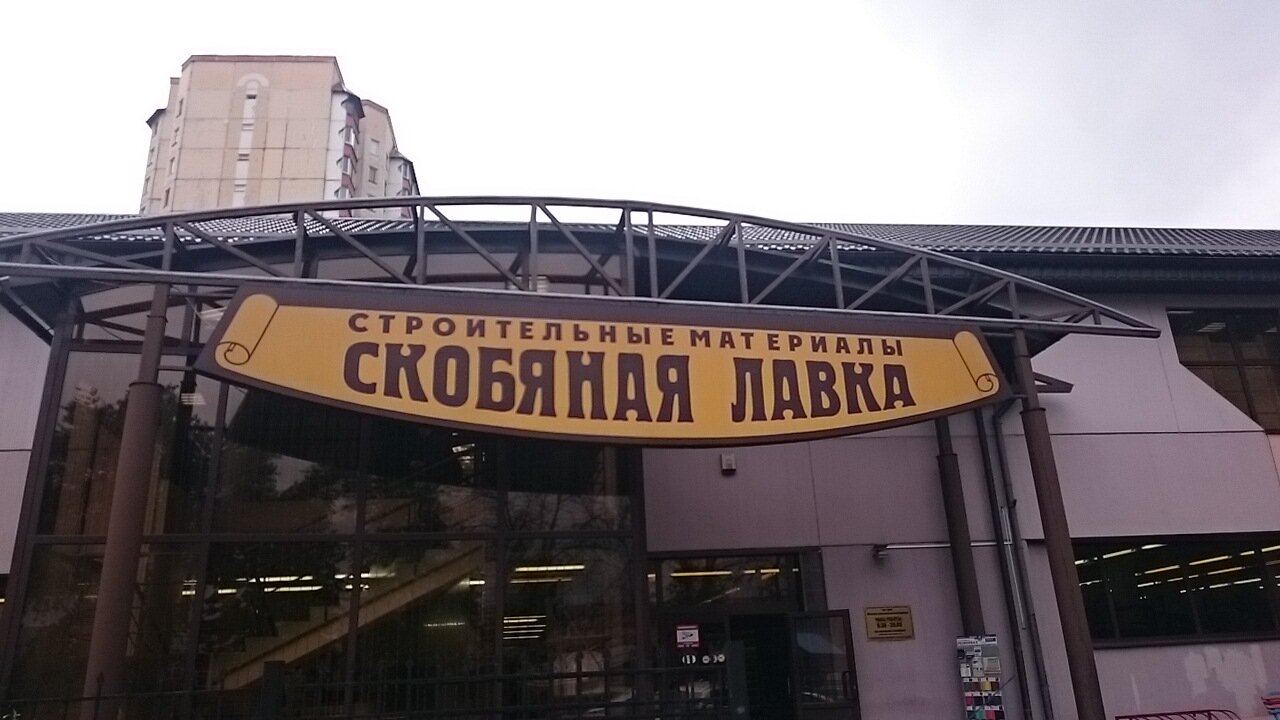 СТРОИТЕЛЬНЫЕ МАТЕРИАЛЫ
СКОБЯНАЯ ЛАВКА